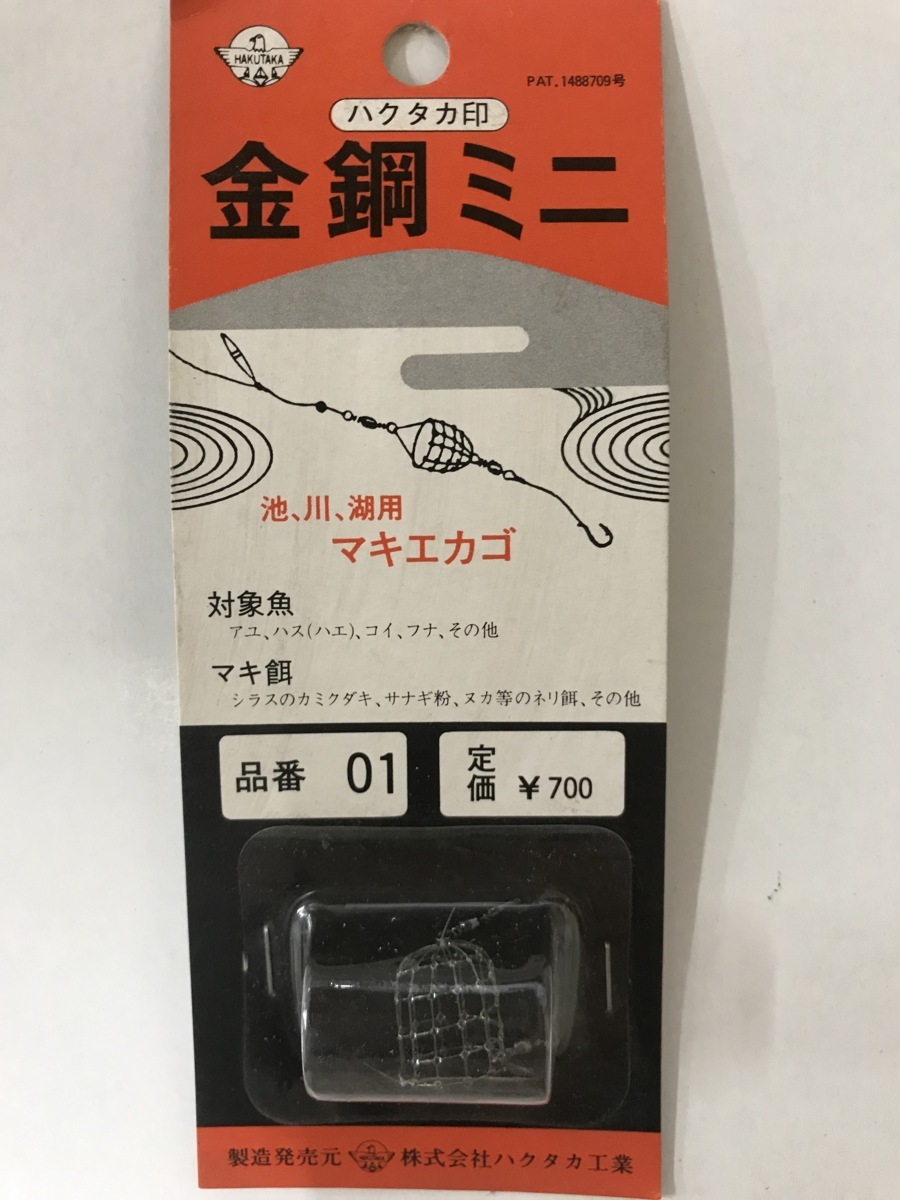 HAKUTAKA
PAT.1488709号
ハクタカ印
金鋼ミニ
池、川、湖用
マキエカゴ
対象魚
アユ、ハス(ハエ)、コイ、フナ、その他
マキ餌
シラスのカミクダキ、サナギ粉、ヌカ等のネリ餌、その他
品番 01
定価 ¥700
製造発売元 HAKUTAKA 株式会社ハクタカ工業